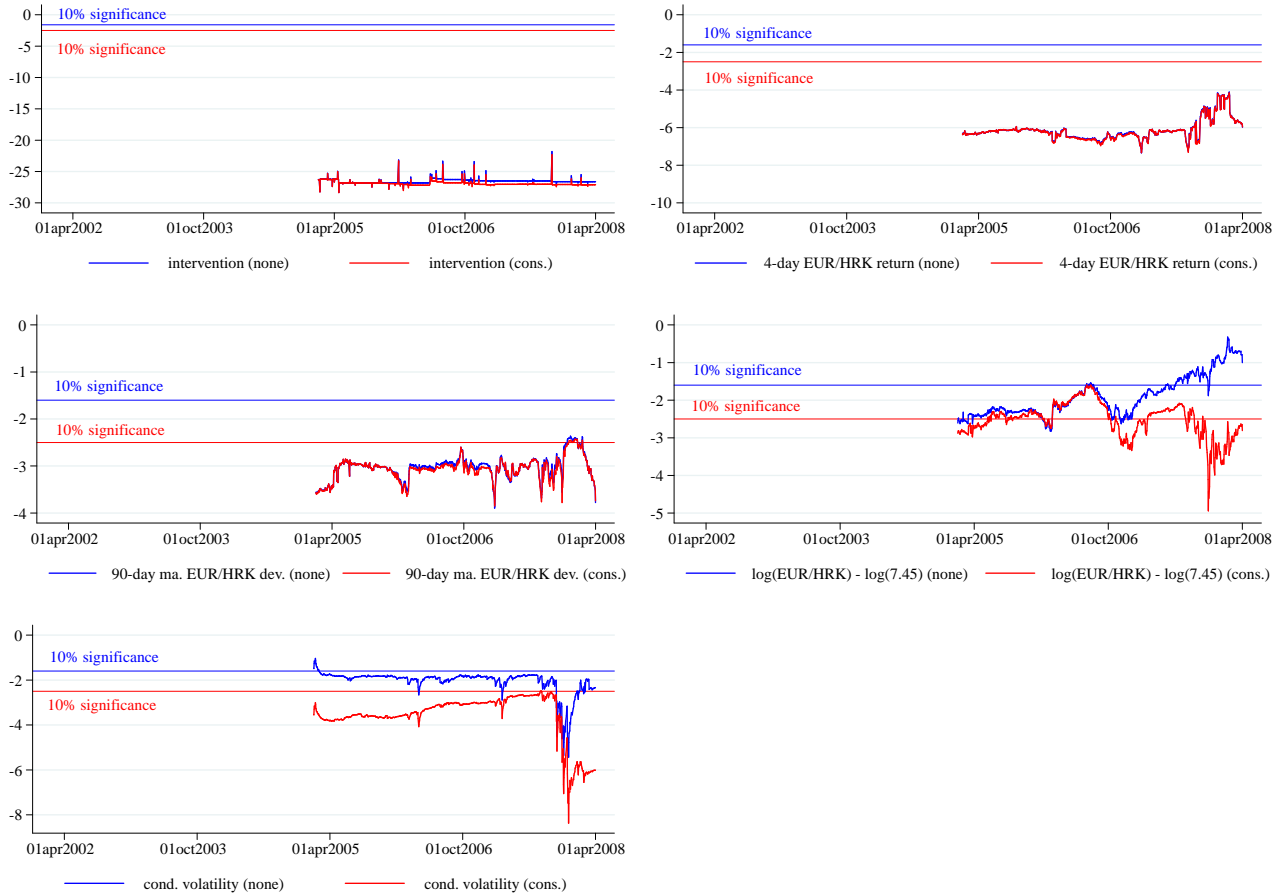 0
-5
-10
-15
-20
-25
-30
10% significance
10% significance
01apr2002 01oct2003 01apr2005 01oct2006 01apr2008
intervention (none) intervention (cons.)
0
-2
-4
-6
-8
-10
10% significance
10% significance
01apr2002 01oct2003 01apr2005 01oct2006 01apr2008
4-day EUR/HRK return (none) 4-day EUR/HRK return (cons.)
0
-1
-2
-3
-4
10% significance
10% significance
01apr2002 01oct2003 01apr2005 01oct2006 01apr2008
90-day ma. EUR/HRK dev. (none) 90-day ma. EUR/HRK dev. (cons.)
0
-1
-2
-3
-4
-5
10% significance
10% significance
01apr2002 01oct2003 01apr2005 01oct2006 01apr2008
log(EUR/HRK) - log(7.45) (none) log(EUR/HRK) - log(7.45) (cons.)
0
-2
-4
-6
-8
10% significance
10% significance
01apr2002 01oct2003 01apr2005 01oct2006 01apr2008
cond. volatility (none) cond. volatility (cons.)